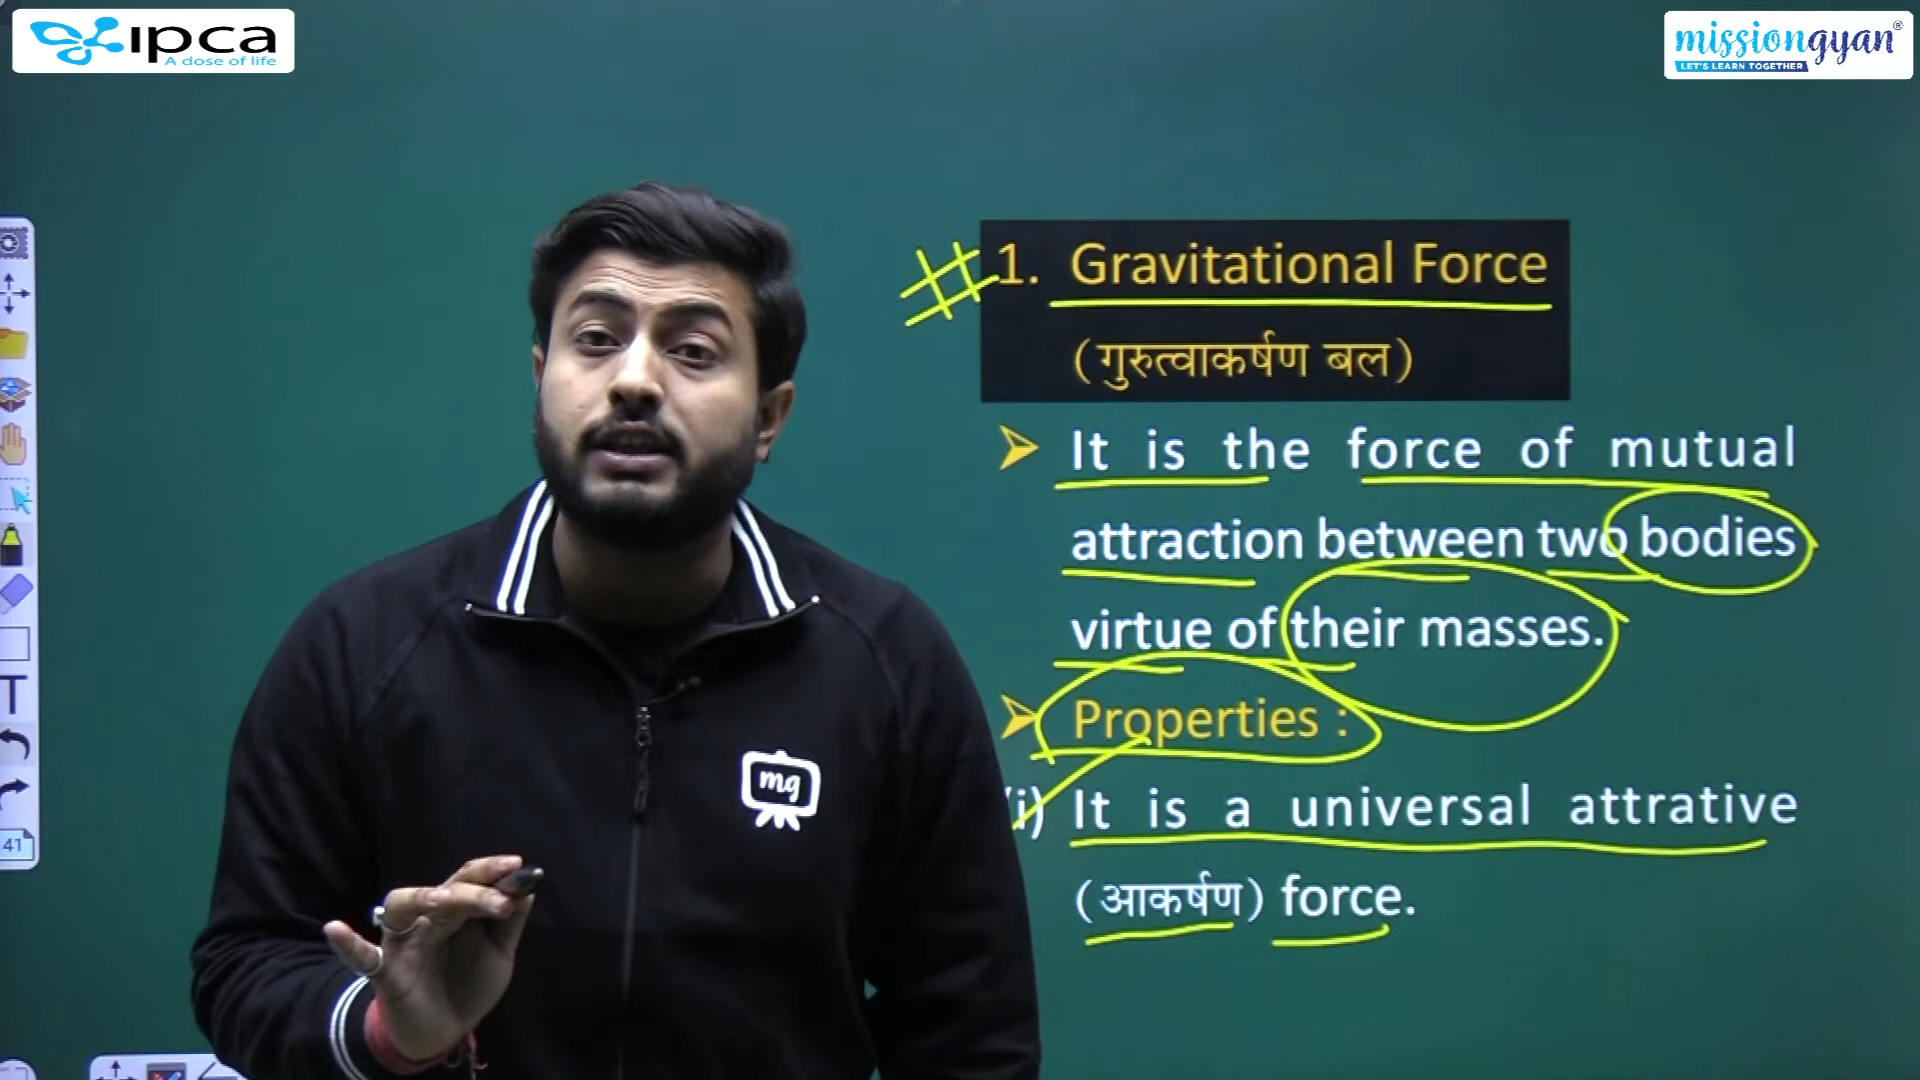 ipca
A dose of life
missiongyan®
LET'S LEARN TOGETHER
1. Gravitational Force
(गुरुत्वाकर्षण बल)
It is the force of mutual
attraction between two bodies
virtue of their masses.
Properties :
(i) It is a universal attrative
(आकर्षण) force.
mg
T
41